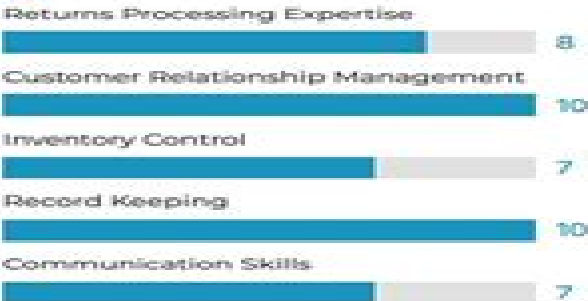 Returns Processing Expertise
8
Customer Relationship Management
10
Inventory Control
7
Record Keeping
10
Communication Skills
7